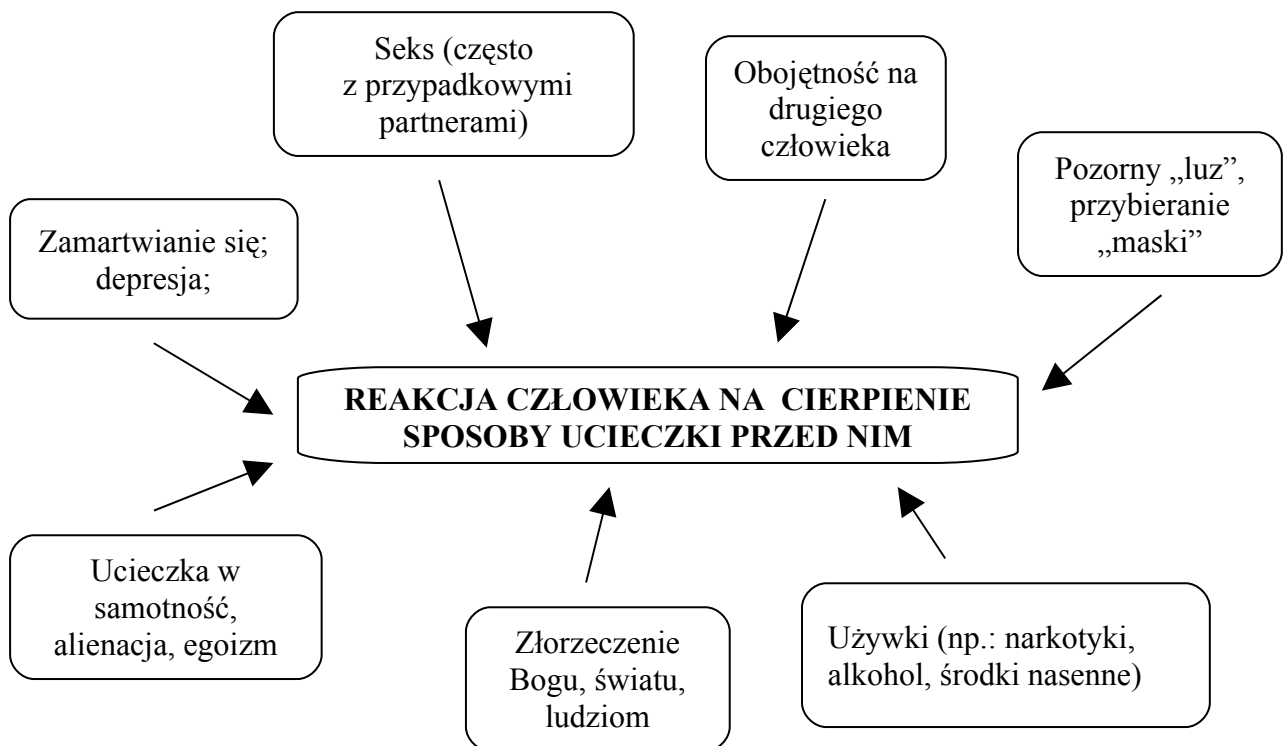 Seks (często
z przypadkowymi
partnerami)
Obojętność na
drugiego
człowieka
Pozorny „luz”,
przybieranie
„maski”
Zamartwianie się;
depresja;
REAKCJA CZŁOWIEKA NA CIERPIENIE
SPOSOBY UCIECZKI PRZED NIM
Ucieczka w
samotność,
alienacja, egoizm
Złorzeczenie
Bogu, światu,
ludziom
Używki (np.: narkotyki,
alkohol, środki nasenne)